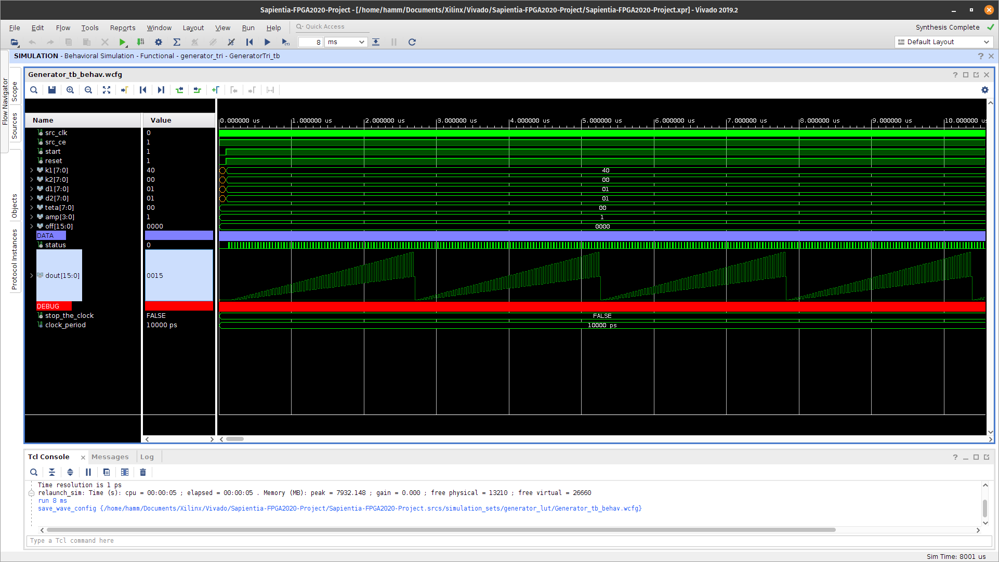 Sapientia-FPGA2020-Project - [/home/hamm/Documents/Xilinx/Vivado/Sapientia-FPGA2020-Project/Sapientia-FPGA2020-Project.xpr] - Vivado 2019.2
File Edit Flow Tools Reports Window Layout View Run Help Quick Access
Synthesis Complete
8 ms
Default Layout
SIMULATION - Behavioral Simulation - Functional - generator_tri - GeneratorTri_tb
Flow Navigator
Scope
Sources
Objects
Protocol Instances
Generator_tb_behav.wcfg
Name Value
0.000000 us 1.000000 us 2.000000 us 3.000000 us 4.000000 us 5.000000 us 6.000000 us 7.000000 us 8.000000 us 9.000000 us 10.000000 us
src_clk 0
src_ce 1
start 1
reset 1
k1[7:0] 40 40
k2[7:0] 00 00
d1[7:0] 01 01
d2[7:0] 01 01
teta[7:0] 00 00
amp[3:0] 1 1
off[15:0] 0000 0000
DATA
status 0
dout[15:0] 0015
DEBUG
stop_the_clock FALSE FALSE
clock_period 10000 ps 10000 ps
Tcl Console Messages Log
Time resolution is 1 ps
relaunch_sim: Time (s): cpu = 00:00:05 ; elapsed = 00:00:05 . Memory (MB): peak = 7932.148 ; gain = 0.000 ; free physical = 13210 ; free virtual = 26660
run 8 ms
save_wave_config {/home/hamm/Documents/Xilinx/Vivado/Sapientia-FPGA2020-Project/Sapientia-FPGA2020-Project.srcs/simulation_sets/generator_lut/Generator_tb_behav.wcfg}
Type a Tcl command here
Sim Time: 8001 us